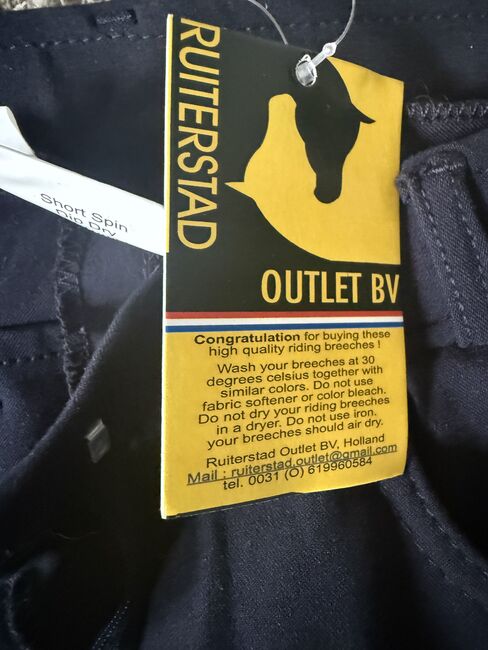 RUITERSTAD
OUTLET BV
Congratulation for buying these
high quality riding breeches !
Wash your breeches at 30
degrees celsius together with
similar colors. Do not use
fabric softener or color bleach.
Do not dry your riding breeches
in a dryer. Do not use iron.
your breeches should air dry.
Ruiterstad Outlet BV, Holland
Mail : ruiterstad.outlet@gmail.com
tel. 0031 (O) 619960584
Short Spin
Dip Dry